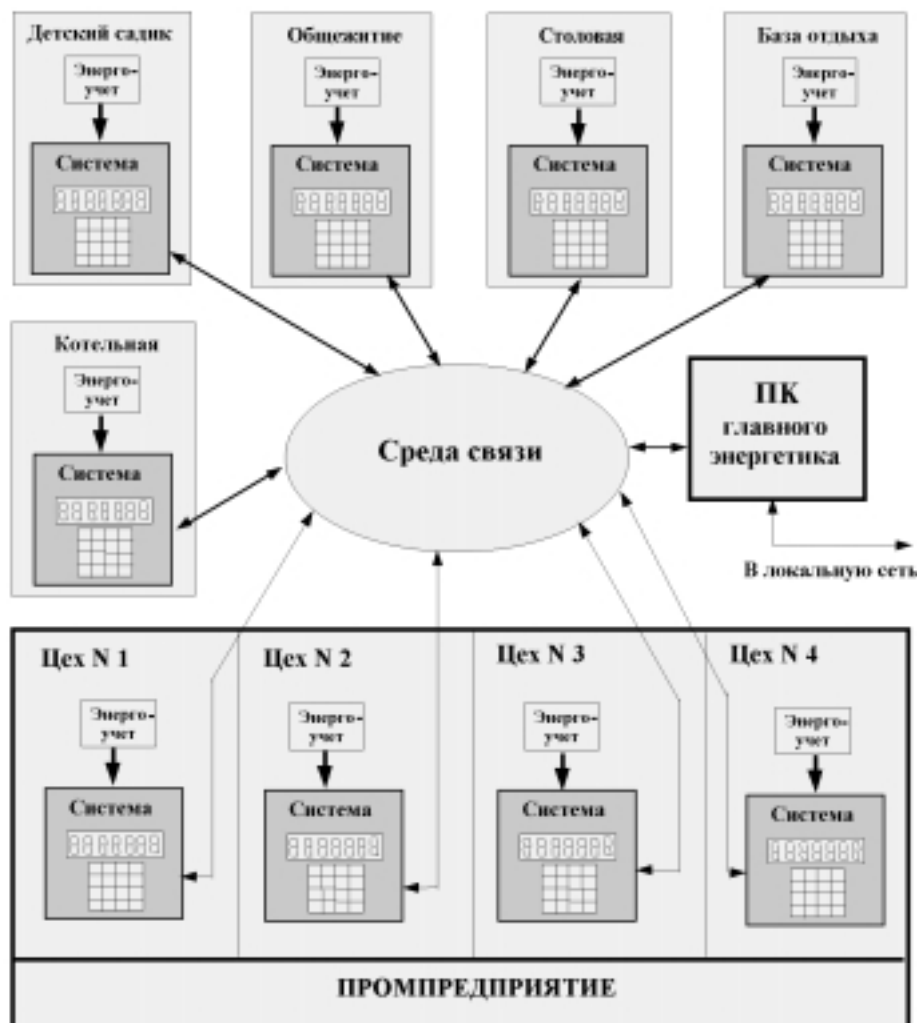 Детский садик
Энерго-
учет
Система
Общежитие
Энерго-
учет
Система
Столовая
Энерго-
учет
Система
База отдыха
Энерго-
учет
Система
Котельная
Энерго-
учет
Система
Среда связи
ПК
главного
энергетика
В локальную сеть
Цех N 1
Энерго-
учет
Система
Цех N 2
Энерго-
учет
Система
Цех N 3
Энерго-
учет
Система
Цех N 4
Энерго-
учет
Система
ПРОМПРЕДПРИЯТИЕ